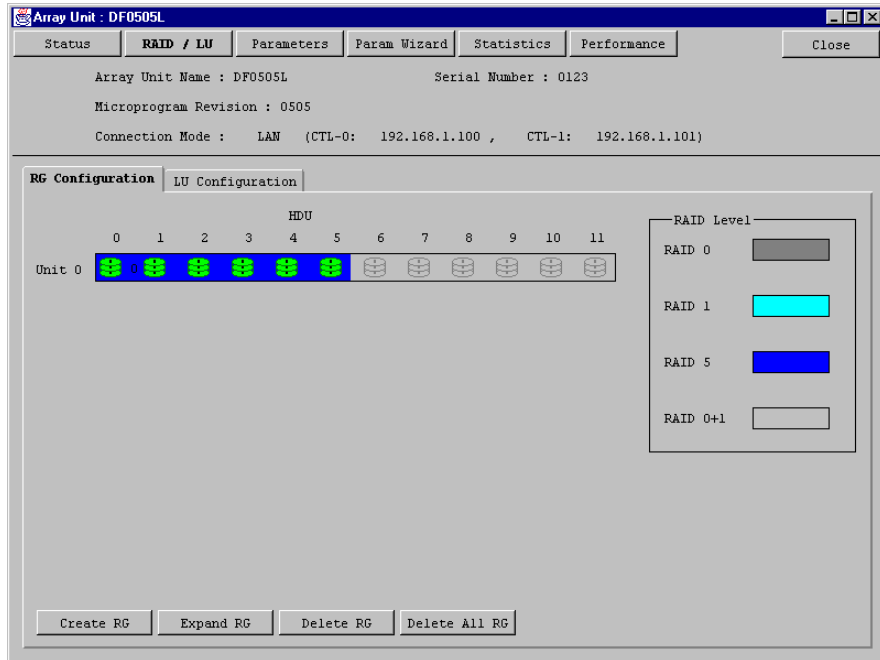 Array Unit : DF0505L
Status RAID / LU Parameters Param Wizard Statistics Performance Close
Array Unit Name : DF0505L Serial Number : 0123
Microprogram Revision : 0505
Connection Mode : LAN (CTL-0: 192.168.1.100 , CTL-1: 192.168.1.101)
RG Configuration LU Configuration
HDU
0 1 2 3 4 5 6 7 8 9 10 11
Unit 0 0
RAID Level
RAID 0
RAID 1
RAID 5
RAID 0+1
Create RG Expand RG Delete RG Delete All RG